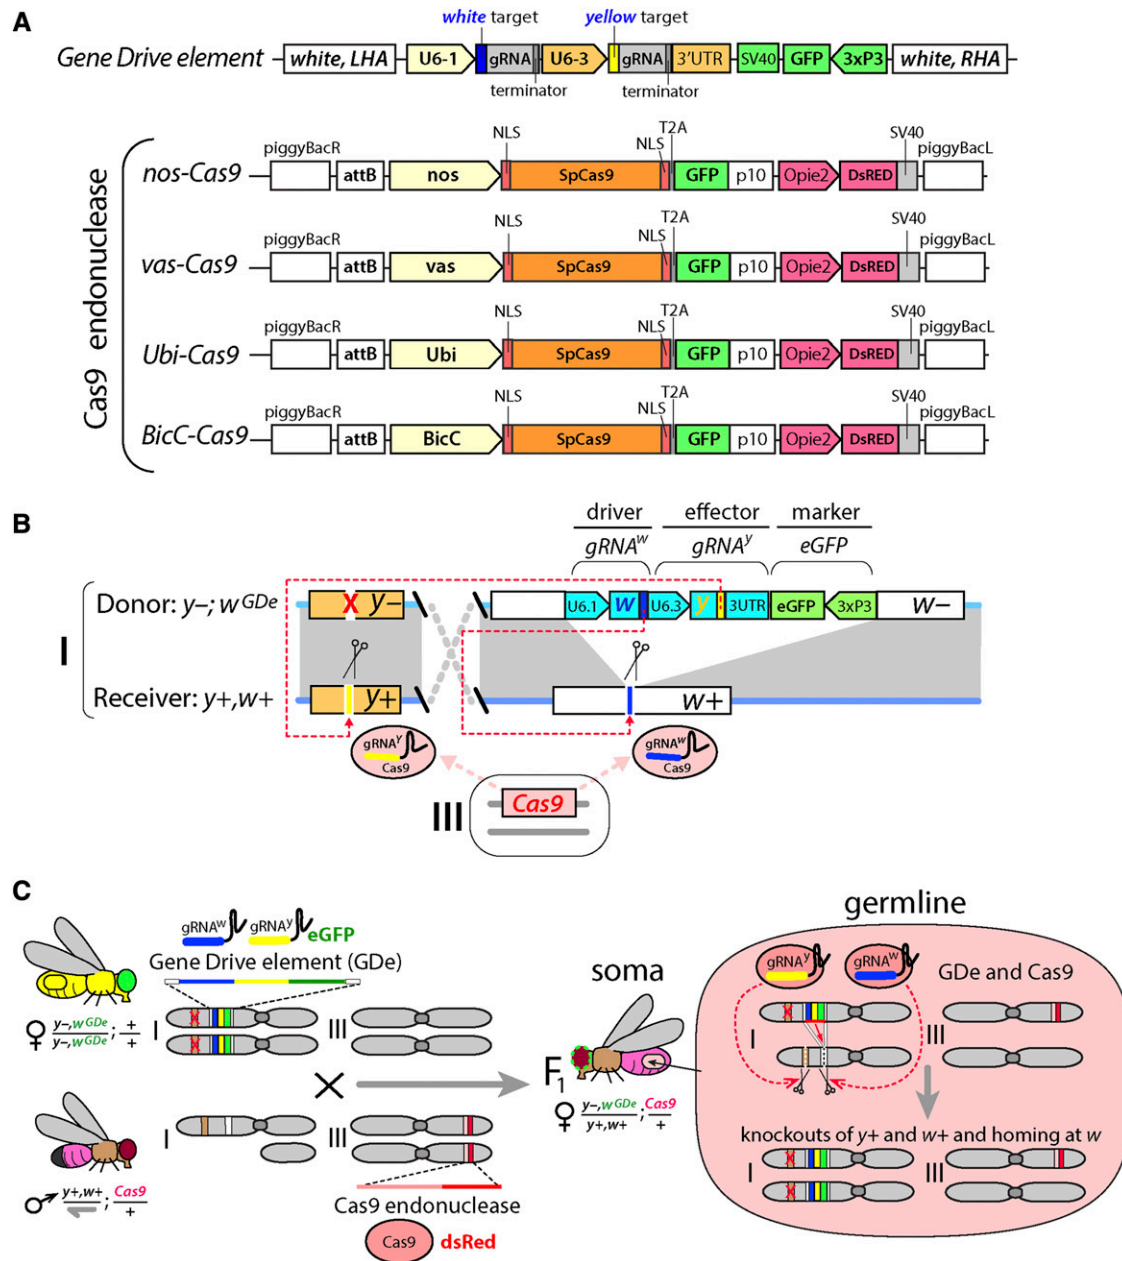 A
white target
yellow target
Gene Drive element
white, LHA
U6-1
gRNA
U6-3
gRNA
3'UTR
SV40
GFP
3xP3
white, RHA
terminator
terminator
Cas9 endonuclease
piggyBacR
NLS
NLS
T2A
SV40
piggyBacL
nos-Cas9
attB
nos
SpCas9
GFP
p10
Opie2
DsRED
piggyBacR
NLS
NLS
T2A
SV40
piggyBacL
vas-Cas9
attB
vas
SpCas9
GFP
p10
Opie2
DsRED
piggyBacR
NLS
NLS
T2A
SV40
piggyBacL
Ubi-Cas9
attB
Ubi
SpCas9
GFP
p10
Opie2
DsRED
piggyBacR
NLS
NLS
T2A
SV40
piggyBacL
BicC-Cas9
attB
BicC
SpCas9
GFP
p10
Opie2
DsRED
B
driver
effector
marker
gRNAw
gRNAy
eGFP
I
Donor: y–; wGDe
X
y–
U6.1
w
U6.3
y
3UTR
eGFP
3xP3
w–
Receiver: y+,w+
y+
w+
gRNAy
Cas9
gRNAw
Cas9
III
Cas9
C
gRNAw
gRNAy
eGFP
Gene Drive element (GDe)
♀ y–,wGDe/y–,wGDe ; +/+
I
III
X
♂ y+,w+ ; Cas9/+
I
III
Cas9 endonuclease
Cas9
dsRed
soma
F1
♀ y–,wGDe/y+,w+ ; Cas9/+
germline
gRNAy
gRNAw
GDe and Cas9
I
III
knockouts of y+ and w+ and homing at w
I
III